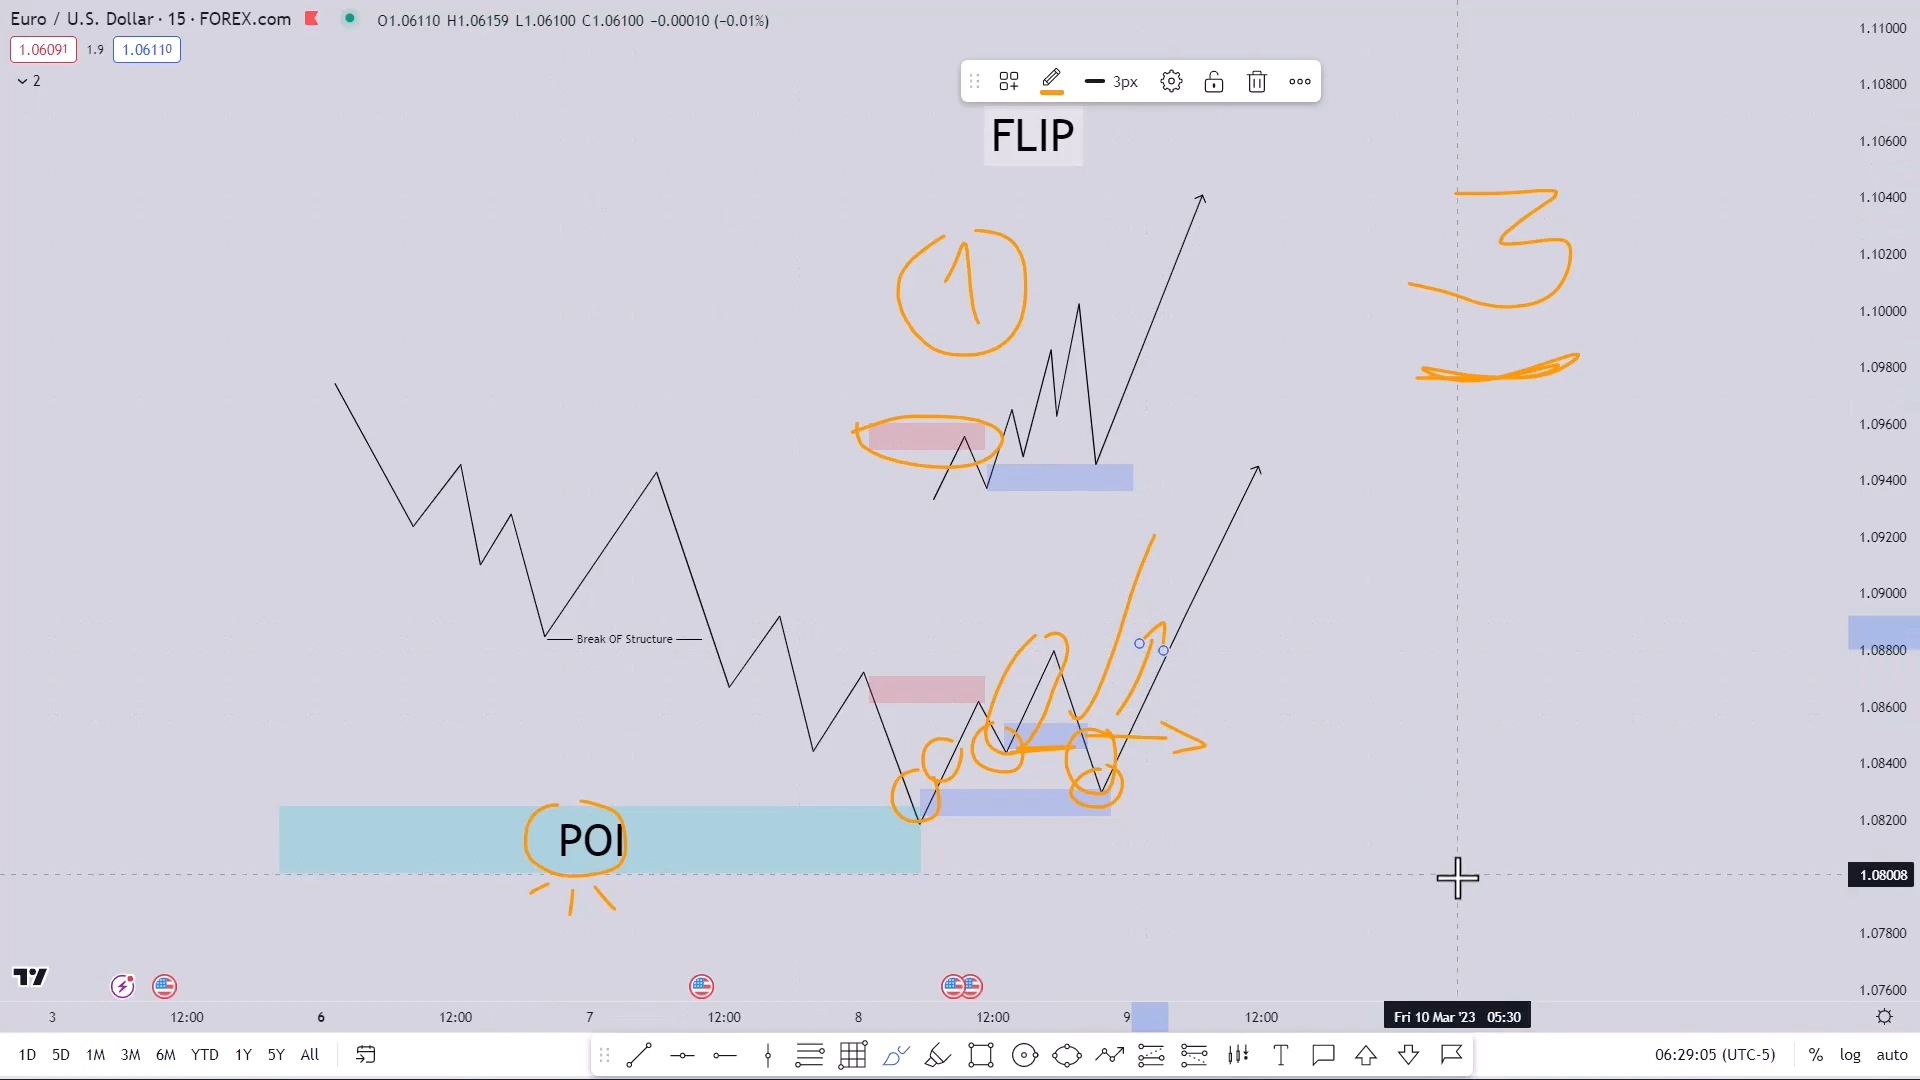 Euro / U.S. Dollar · 15 · FOREX.com O1.06110 H1.06159 L1.06100 C1.06100 −0.00010 (−0.01%)
1.06091 1.9 1.06110
2
3px
FLIP
1
3
Break OF Structure
POI
1.11000
1.10800
1.10600
1.10400
1.10200
1.10000
1.09800
1.09600
1.09400
1.09200
1.09000
1.08800
1.08600
1.08400
1.08200
1.08008
1.07800
1.07600
3 12:00 6 12:00 7 12:00 8 12:00 9 12:00 Fri 10 Mar '23 05:30
1D 5D 1M 3M 6M YTD 1Y 5Y All 06:29:05 (UTC-5) % log auto